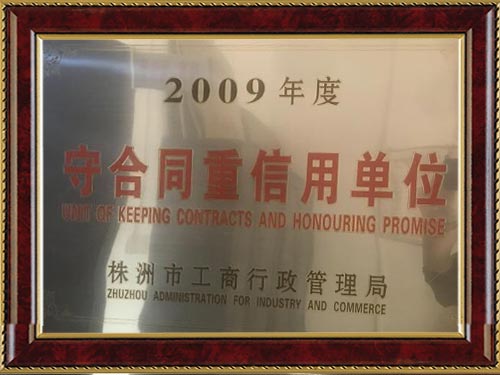 2009年度
守合同重信用单位
UNIT OF KEEPING CONTRACTS AND HONOURING PROMISE
株洲市工商行政管理局
ZHUZHOU ADMINISTRATION FOR INDUSTRY AND COMMERCE